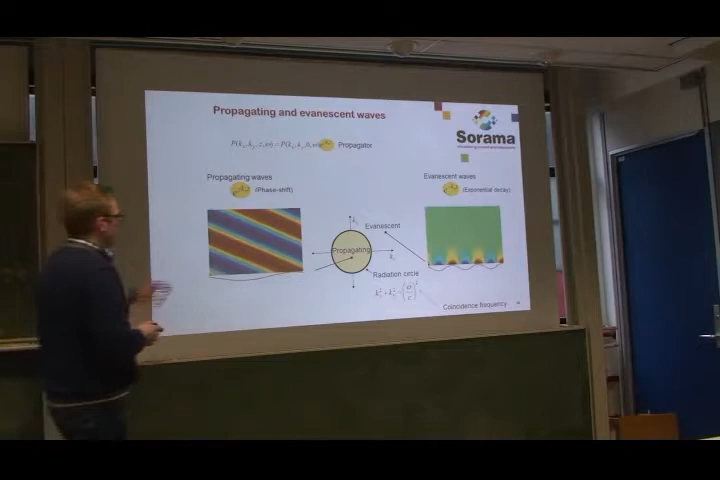 Propagating and evanescent waves
Sorama
Propagator
Propagating waves
(Phase-shift)
Evanescent waves
(Exponential decay)
Evanescent
Propagating
Radiation circle
Coincidence frequency